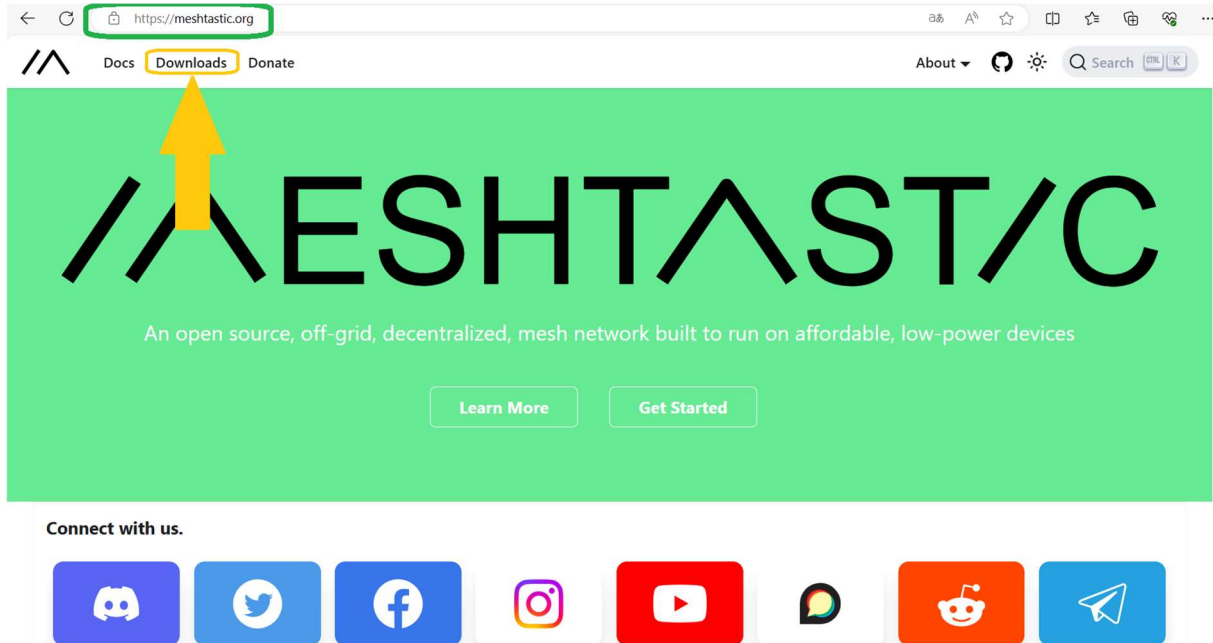 https://meshtastic.org
aあ A
Docs Downloads Donate
About Search CTRL K
MESHTASTIC
An open source, off-grid, decentralized, mesh network built to run on affordable, low-power devices
Learn More Get Started
Connect with us.